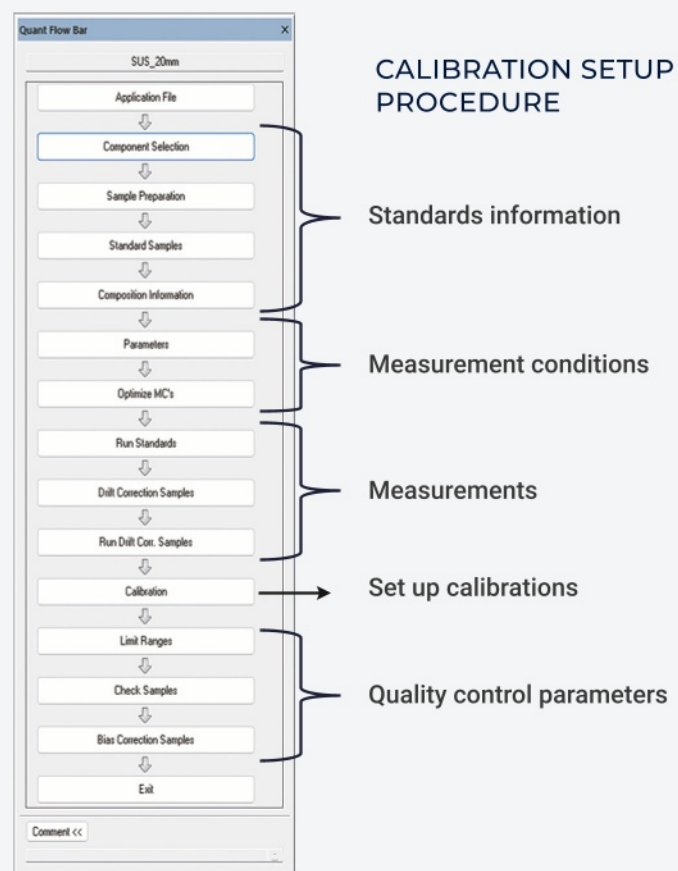 Quant Flow Bar
SUS_20mm
CALIBRATION SETUP
PROCEDURE
Application File
Component Selection
Sample Preparation
Standards information
Standard Samples
Composition Information
Parameters
Measurement conditions
Optimize MC's
Run Standards
Drift Correction Samples
Measurements
Run Drift Corr. Samples
Calibration
Set up calibrations
Limit Ranges
Check Samples
Quality control parameters
Bias Correction Samples
Exit
Comment <<